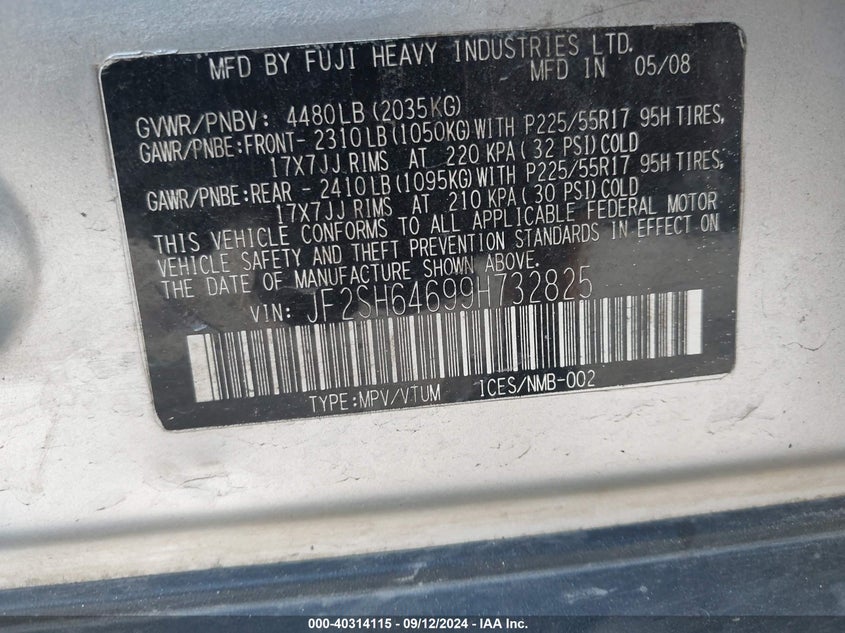 MFD BY FUJI HEAVY INDUSTRIES LTD.
MFD IN 05/08
GVWR/PNBV: 4480LB(2035KG)
GAWR/PNBE:FRONT- 2310LB(1050KG)WITH P225/55R17 95H TIRES,
17X7JJ RIMS AT 220 KPA( 32 PSI)COLD
GAWR/PNBE:REAR - 2410LB(1095KG)WITH P225/55R17 95H TIRES,
17X7JJ RIMS AT 210 KPA( 30 PSI)COLD
THIS VEHICLE CONFORMS TO ALL APPLICABLE FEDERAL MOTOR
VEHICLE SAFETY AND THEFT PREVENTION STANDARDS IN EFFECT ON
THE DATE OF MANUFACTURE SHOWN ABOVE
VIN: JF2SH64699H732825
TYPE:MPV/VTUM ICES/NMB-002
000-40314115 - 09/12/2024 - IAA Inc.